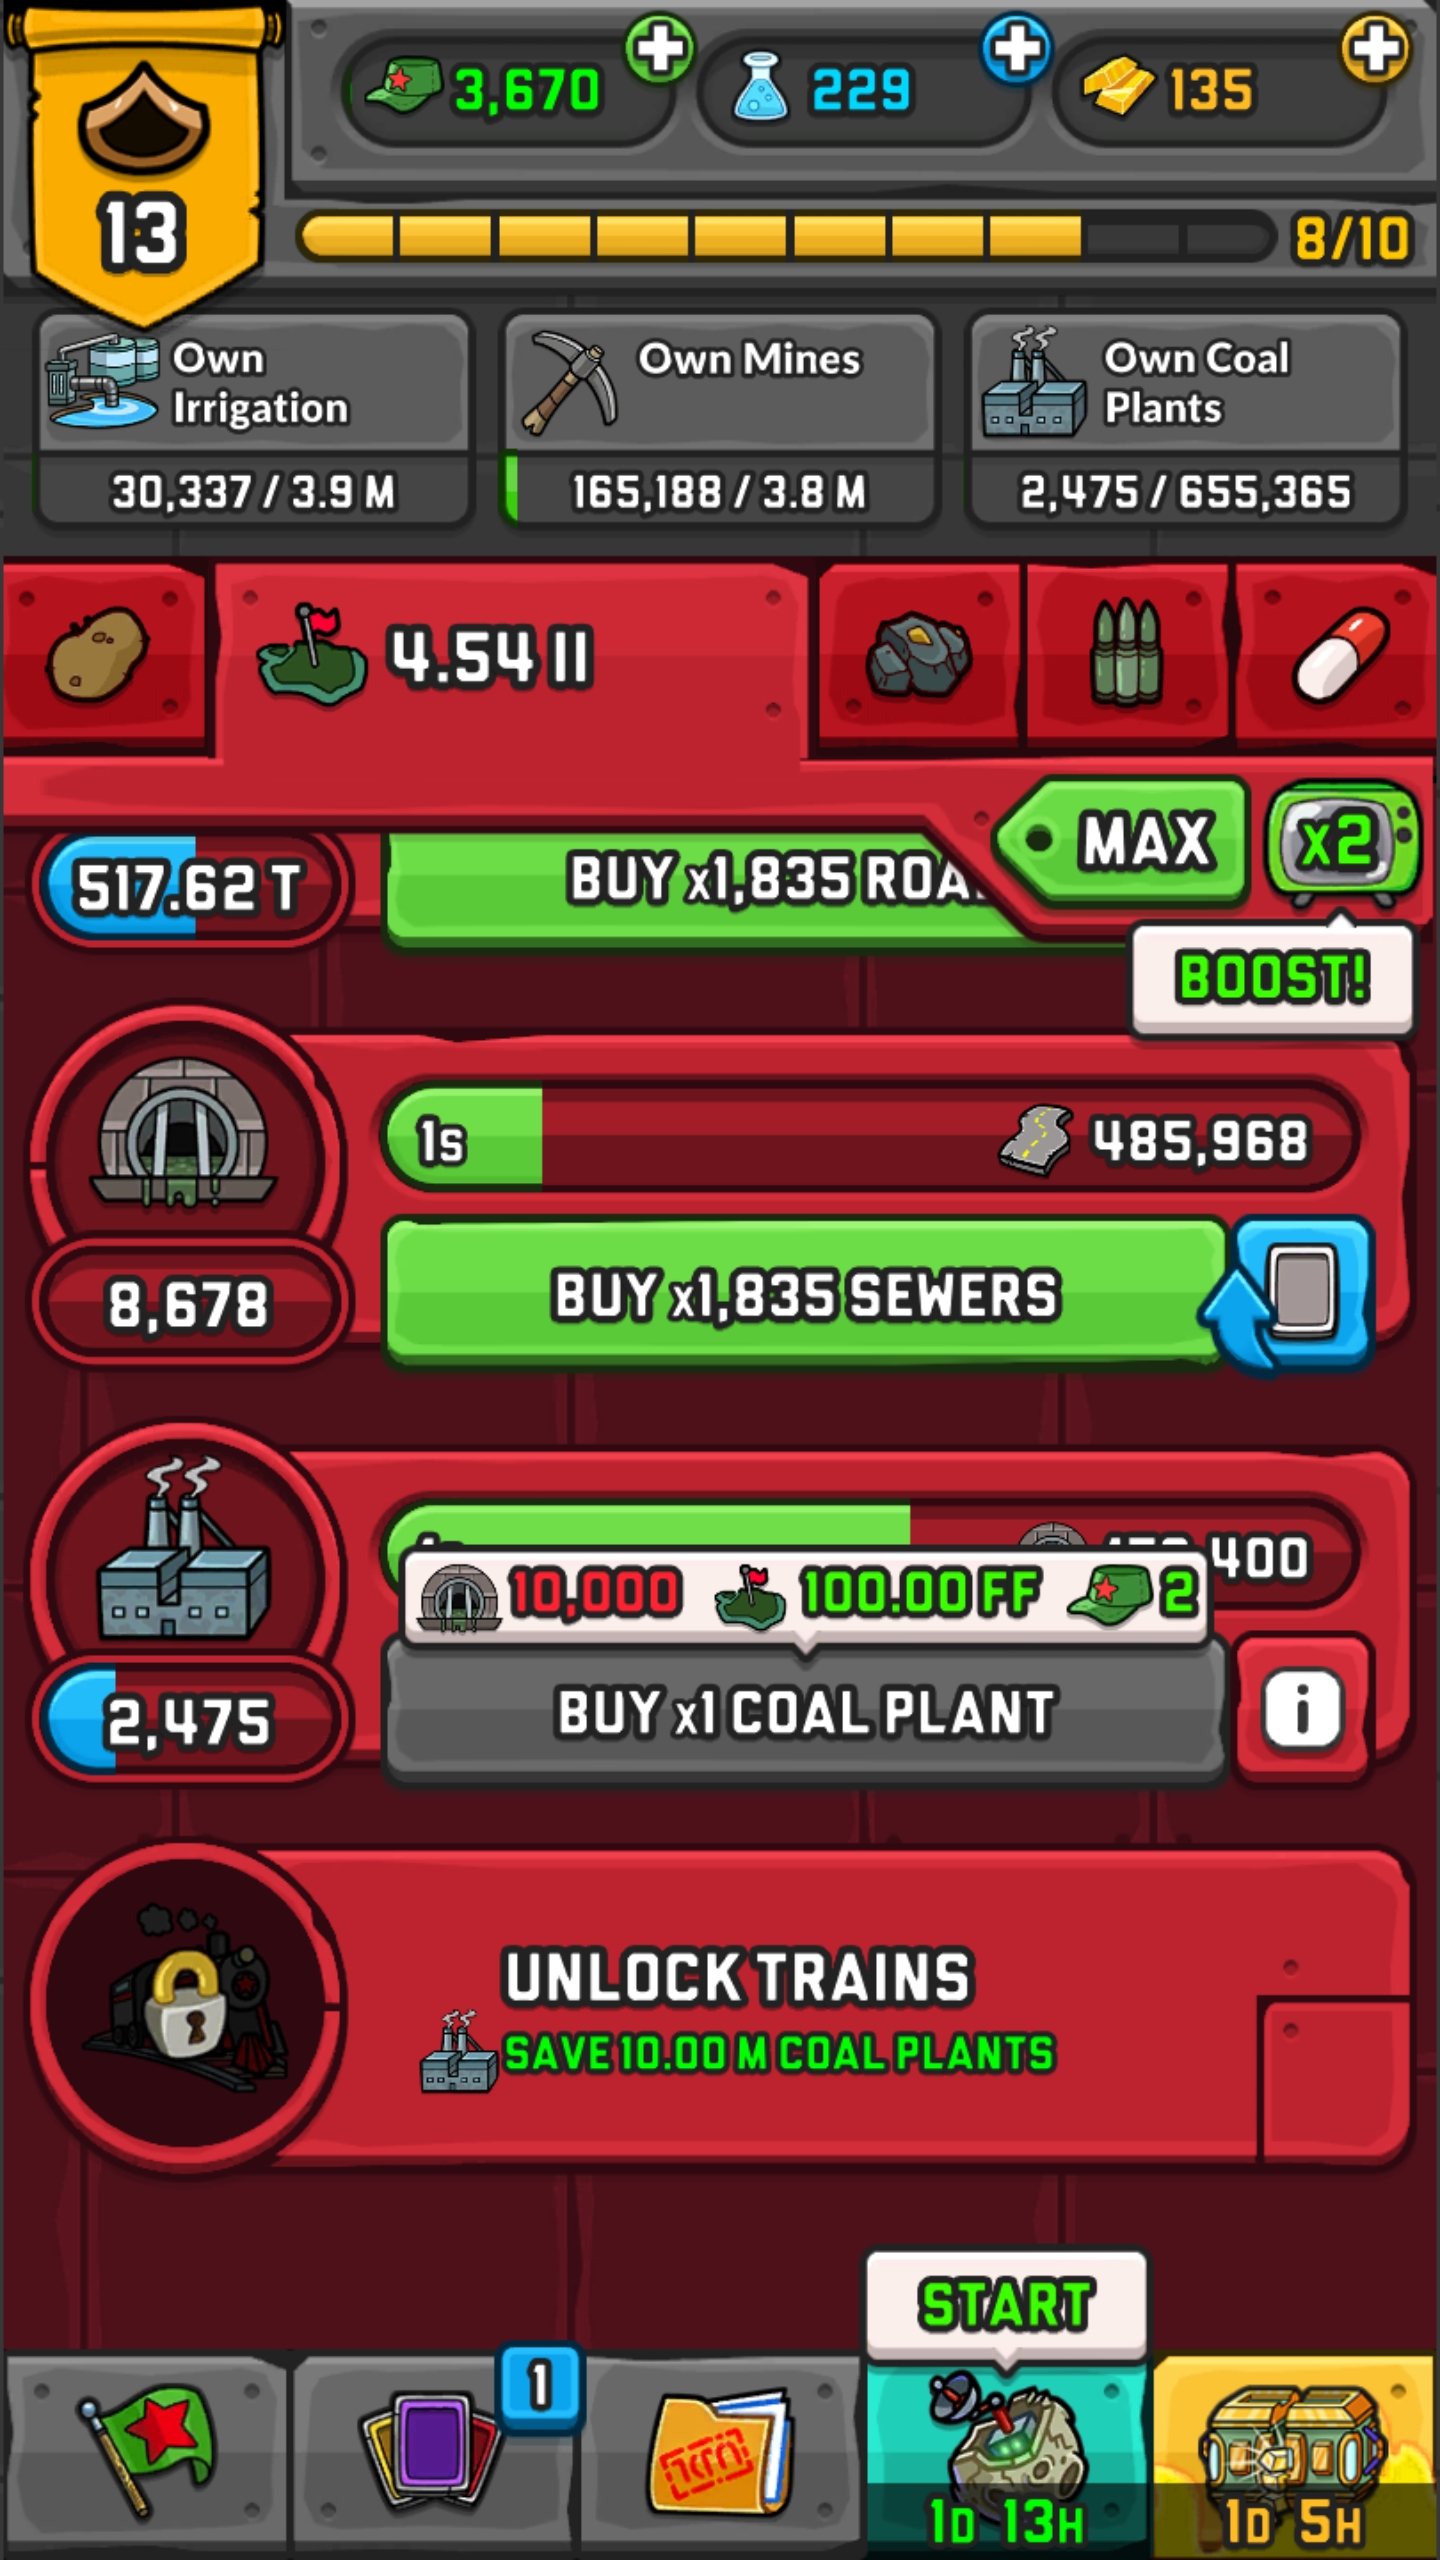 3,670
229
135
13
8/10
Own Irrigation
30,337 / 3.9 M
Own Mines
165,188 / 3.8 M
Own Coal Plants
2,475 / 655,365
4.54 II
MAX
x2
BOOST!
517.62 T
BUY x1,835
1s
485,968
8,678
BUY x1,835 SEWERS
400
10,000
100.00 FF
2
2,475
BUY x1 COAL PLANT
i
UNLOCK TRAINS
SAVE 10.00 M COAL PLANTS
START
1
1D 13H
1D 5H